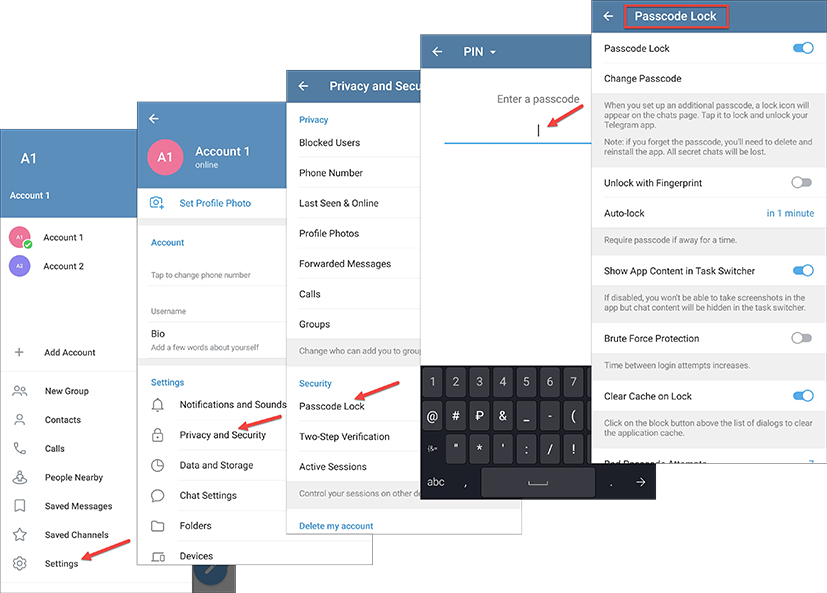 A1
Account 1
A1
Account 1
A2
Account 2
Add Account
New Group
Contacts
Calls
People Nearby
Saved Messages
Saved Channels
Settings
A1
Account 1
online
Set Profile Photo
Account
Tap to change phone number
Username
Bio
Add a few words about yourself
Settings
Notifications and Sounds
Privacy and Security
Data and Storage
Chat Settings
Folders
Devices
Privacy and Secu
Privacy
Blocked Users
Phone Number
Last Seen & Online
Profile Photos
Forwarded Messages
Calls
Groups
Change who can add you to group
Security
Passcode Lock
Two-Step Verification
Active Sessions
Control your sessions on other de
Delete my account
PIN
Enter a passcode
1 2 3 4 5 6 7
@ # ₽ & _ - (
" * ' : / !
abc , .
Passcode Lock
Passcode Lock
Change Passcode
When you set up an additional passcode, a lock icon will
appear on the chats page. Tap it to lock and unlock your
Telegram app.
Note: if you forget the passcode, you'll need to delete and
reinstall the app. All secret chats will be lost.
Unlock with Fingerprint
Auto-lock in 1 minute
Require passcode if away for a time.
Show App Content in Task Switcher
If disabled, you won't be able to take screenshots in the
app but chat content will be hidden in the task switcher.
Brute Force Protection
Time between login attempts increases.
Clear Cache on Lock
Click on the block button above the list of dialogs to clear
the application cache.